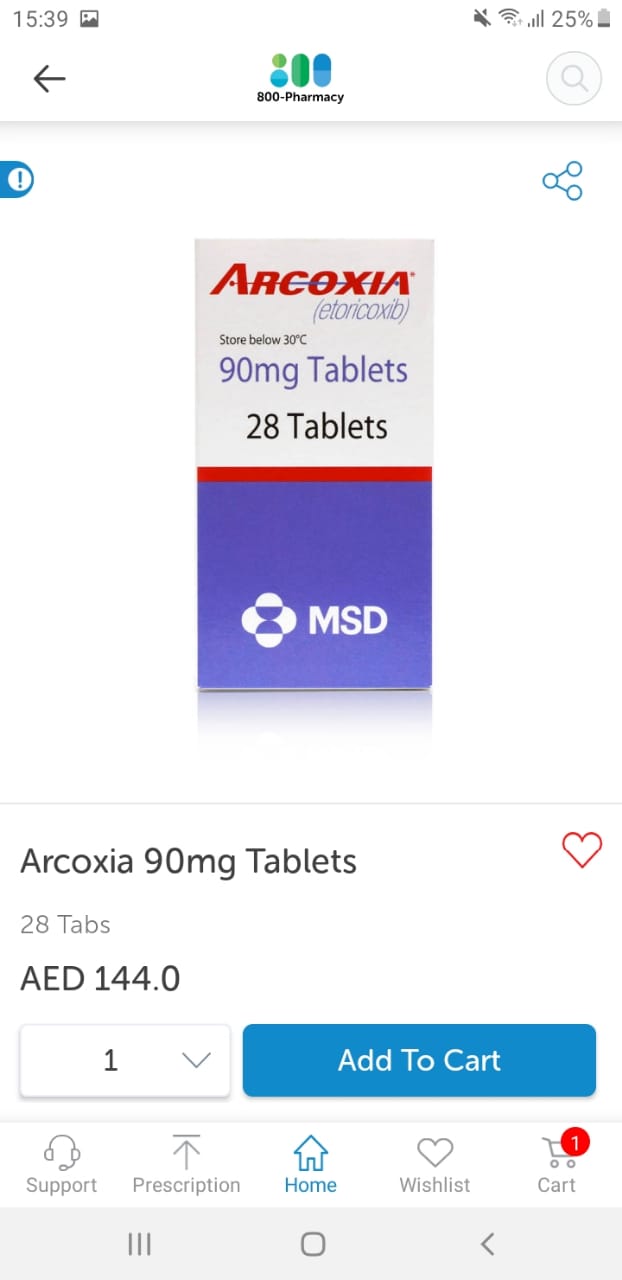 15:39 25%
800-Pharmacy
ARCOXIA®
(etoricoxib)
Store below 30°C
90mg Tablets
28 Tablets
MSD
Arcoxia 90mg Tablets
28 Tabs
AED 144.0
1 Add To Cart
1
Support Prescription Home Wishlist Cart